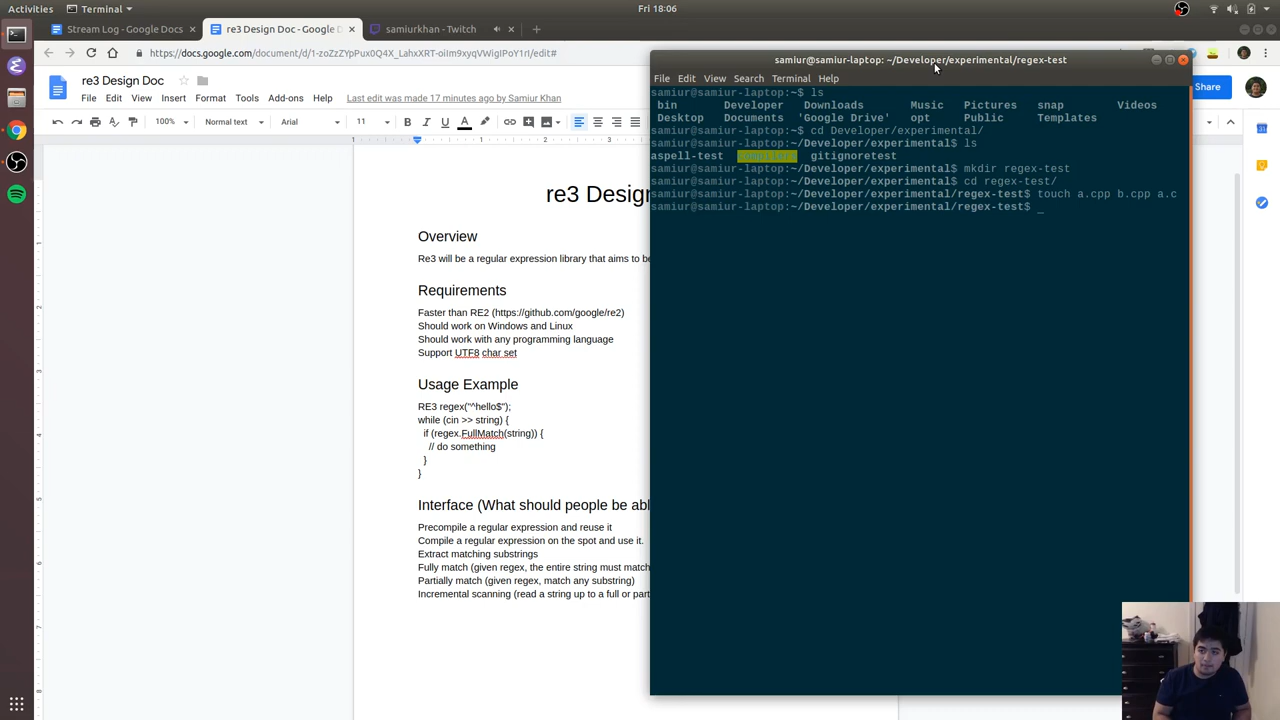 Activities
Terminal
Fri 18:06
Stream Log - Google Docs
re3 Design Doc - Google D
samiurkhan - Twitch
https://docs.google.com/document/d/1-zoZzZYpPux0Q4X_LahxXRT-oiIm9xyqVWigIPoY1rI/edit#
re3 Design Doc
File Edit View Insert Format Tools Add-ons Help
Last edit was made 17 minutes ago by Samiur Khan
Share
100% Normal text Arial 11
re3 Desig
Overview
Re3 will be a regular expression library that aims to be
Requirements
Faster than RE2 (https://github.com/google/re2)
Should work on Windows and Linux
Should work with any programming language
Support UTF8 char set
Usage Example
RE3 regex("^hello$");
while (cin >> string) {
if (regex.FullMatch(string)) {
// do something
}
}
Interface (What should people be abl
Precompile a regular expression and reuse it
Compile a regular expression on the spot and use it.
Extract matching substrings
Fully match (given regex, the entire string must match
Partially match (given regex, match any substring)
Incremental scanning (read a string up to a full or part
samiur@samiur-laptop: ~/Developer/experimental/regex-test
File Edit View Search Terminal Help
samiur@samiur-laptop:~$ ls
bin Developer Downloads Music Pictures snap Videos
Desktop Documents 'Google Drive' opt Public Templates
samiur@samiur-laptop:~$ cd Developer/experimental/
samiur@samiur-laptop:~/Developer/experimental$ ls
aspell-test gitignoretest
samiur@samiur-laptop:~/Developer/experimental$ mkdir regex-test
samiur@samiur-laptop:~/Developer/experimental$ cd regex-test/
samiur@samiur-laptop:~/Developer/experimental/regex-test$ touch a.cpp b.cpp a.c
samiur@samiur-laptop:~/Developer/experimental/regex-test$ _